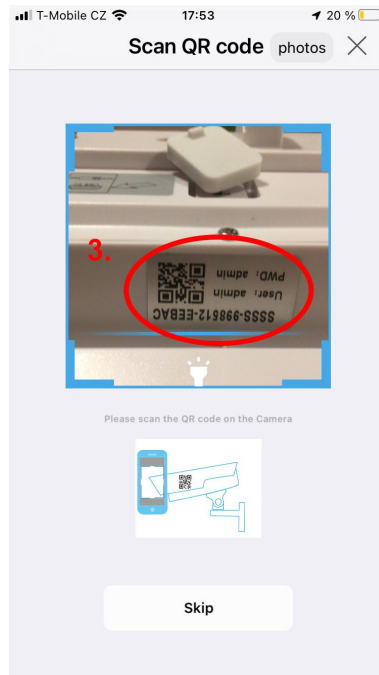 T-Mobile CZ 17:53 20 %
Scan QR code photos
3.
SSSS-998612-EEBAC
User: admin
PWD: admin
Please scan the QR code on the Camera
Skip